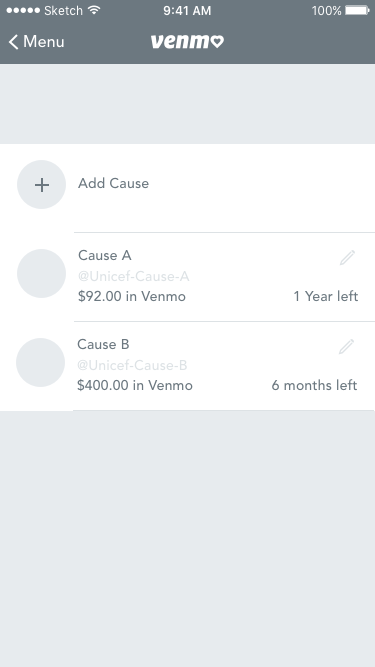 Sketch 9:41 AM 100%
Menu venmo
Add Cause
Cause A
@Unicef-Cause-A
$92.00 in Venmo 1 Year left
Cause B
@Unicef-Cause-B
$400.00 in Venmo 6 months left